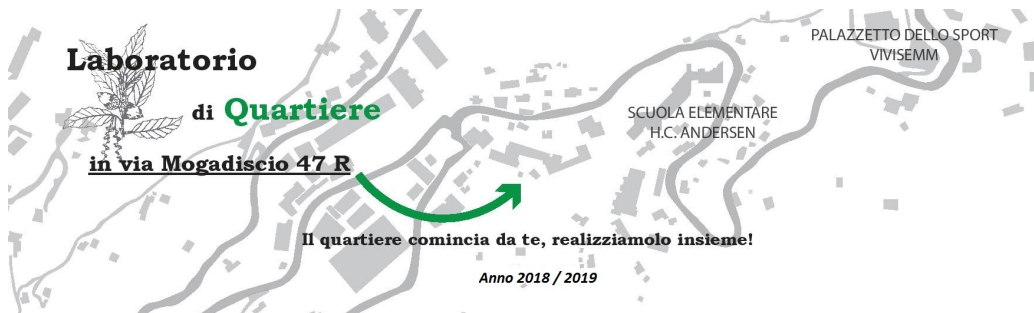 Laboratorio
di Quartiere
in via Mogadiscio 47 R
PALAZZETTO DELLO SPORT
VIVISEMM
SCUOLA ELEMENTARE
H.C. ANDERSEN
Il quartiere comincia da te, realizziamolo insieme!
Anno 2018 / 2019